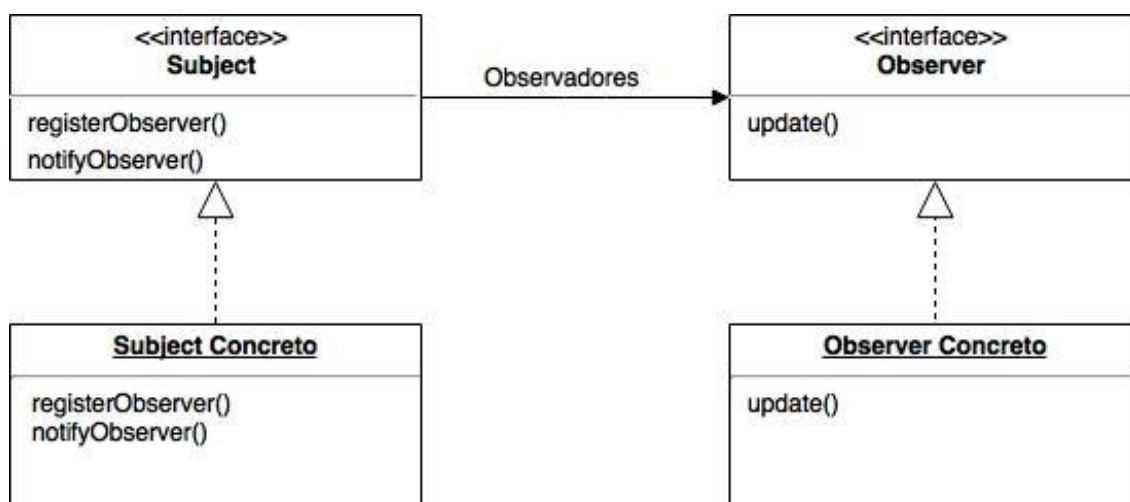 <<interface>>
Subject
registerObserver()
notifyObserver()
Observadores
<<interface>>
Observer
update()
Subject Concreto
registerObserver()
notifyObserver()
Observer Concreto
update()